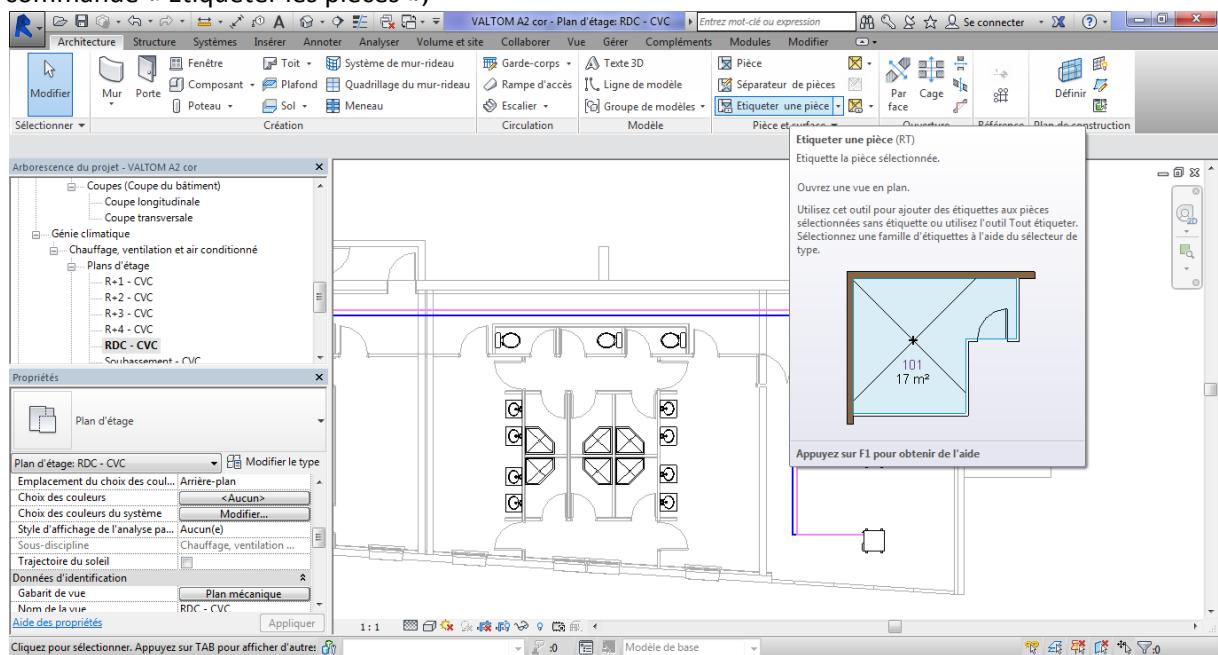 commande « Etiqueter les pièces »)
VALTOM A2 cor - Plan d'étage: RDC - CVC
Entrez mot-clé ou expression
Se connecter
Architecture Structure Systèmes Insérer Annoter Analyser Volume et site Collaborer Vue Gérer Compléments Modules Modifier
Modifier
Mur
Porte
Fenêtre
Composant
Poteau
Toit
Plafond
Sol
Système de mur-rideau
Quadrillage du mur-rideau
Meneau
Garde-corps
Rampe d'accès
Escalier
Texte 3D
Ligne de modèle
Groupe de modèles
Pièce
Séparateur de pièces
Etiqueter une pièce
Par face
Cage
Définir
Sélectionner
Création
Circulation
Modèle
Pièce et surface
Ouverture
Référence
Plan de construction
Etiqueter une pièce (RT)
Etiquette la pièce sélectionnée.
Ouvrez une vue en plan.
Utilisez cet outil pour ajouter des étiquettes aux pièces
sélectionnées sans étiquette ou utilisez l'outil Tout étiqueter.
Sélectionnez une famille d'étiquettes à l'aide du sélecteur de
type.
101
17 m²
Appuyez sur F1 pour obtenir de l'aide
2D
Arborescence du projet - VALTOM A2 cor
Coupes (Coupe du bâtiment)
Coupe longitudinale
Coupe transversale
Génie climatique
Chauffage, ventilation et air conditionné
Plans d'étage
R+1 - CVC
R+2 - CVC
R+3 - CVC
R+4 - CVC
RDC - CVC
Soubassement - CVC
Propriétés
Plan d'étage
Plan d'étage: RDC - CVC
Modifier le type
Emplacement du choix des coul... Arrière-plan
Choix des couleurs <Aucun>
Choix des couleurs du système Modifier...
Style d'affichage de l'analyse pa... Aucun(e)
Sous-discipline Chauffage, ventilation ...
Trajectoire du soleil
Données d'identification
Gabarit de vue Plan mécanique
Nom de la vue RDC - CVC
Aide des propriétés
Appliquer
1 : 1
Cliquez pour sélectionner. Appuyez sur TAB pour afficher d'autre:
:0
Modèle de base
:0